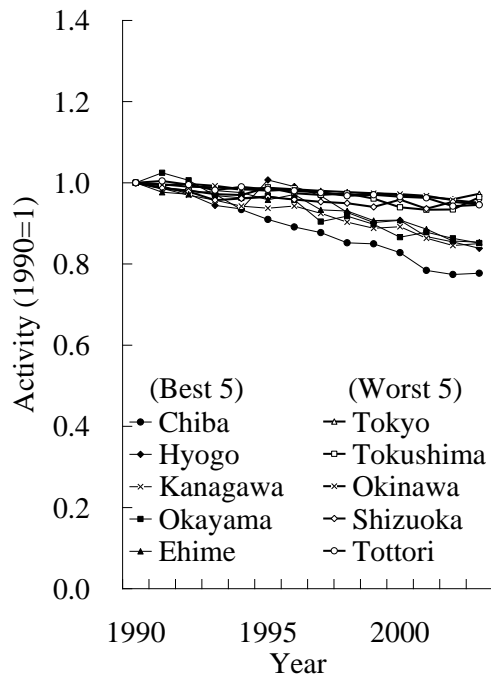 1.4
1.2
1.0
0.8
0.6
0.4
0.2
0.0
Activity (1990=1)
(Best 5) (Worst 5)
Chiba Tokyo
Hyogo Tokushima
Kanagawa Okinawa
Okayama Shizuoka
Ehime Tottori
1990 1995 2000
Year